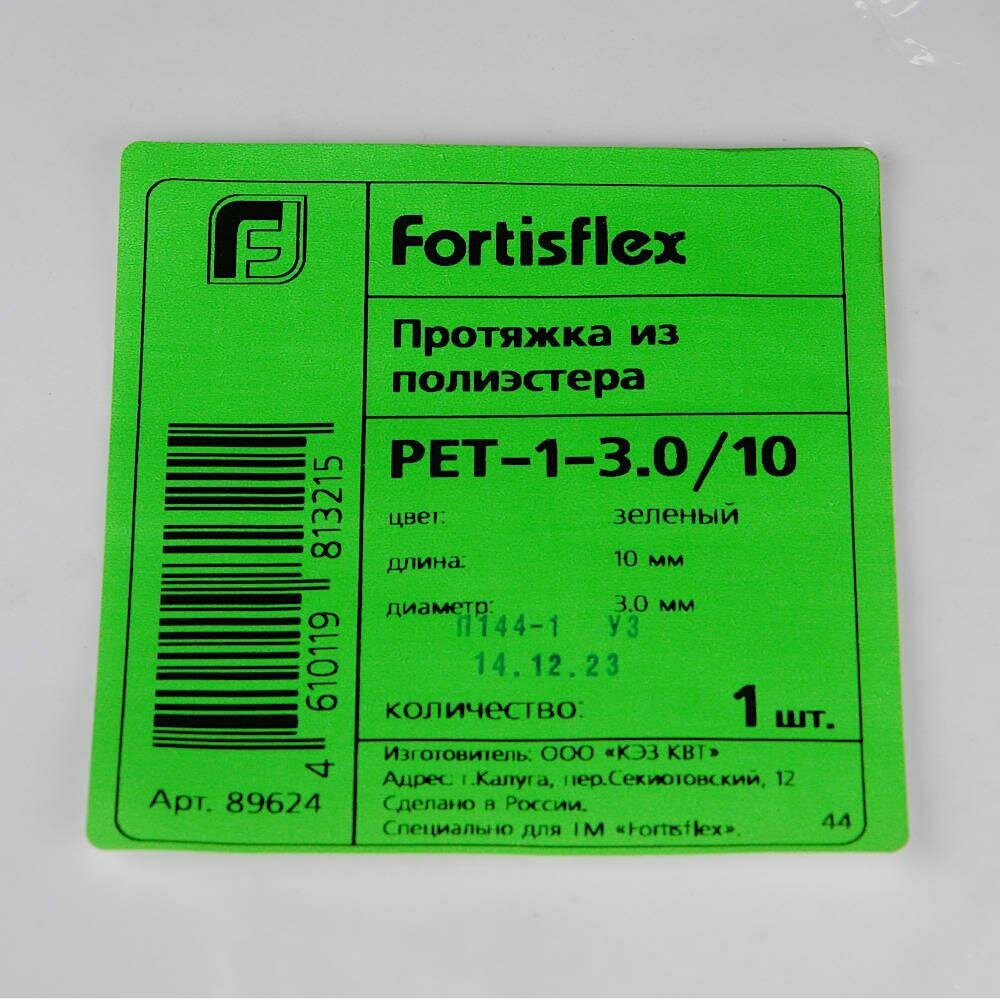 Fortisflex
Протяжка из
полиэстера
PET-1-3.0/10
цвет: зеленый
длина: 10 мм
диаметр: 3.0 мм
П144-1 У3
14.12.23
количество: 1 шт.
Изготовитель: ООО «КЭЗ КВТ»
Адрес: г.Калуга, пер.Секиотовский, 12
Сделано в России.
Специально для ТМ «Fortisflex».
44
4 610119 813215
Арт. 89624